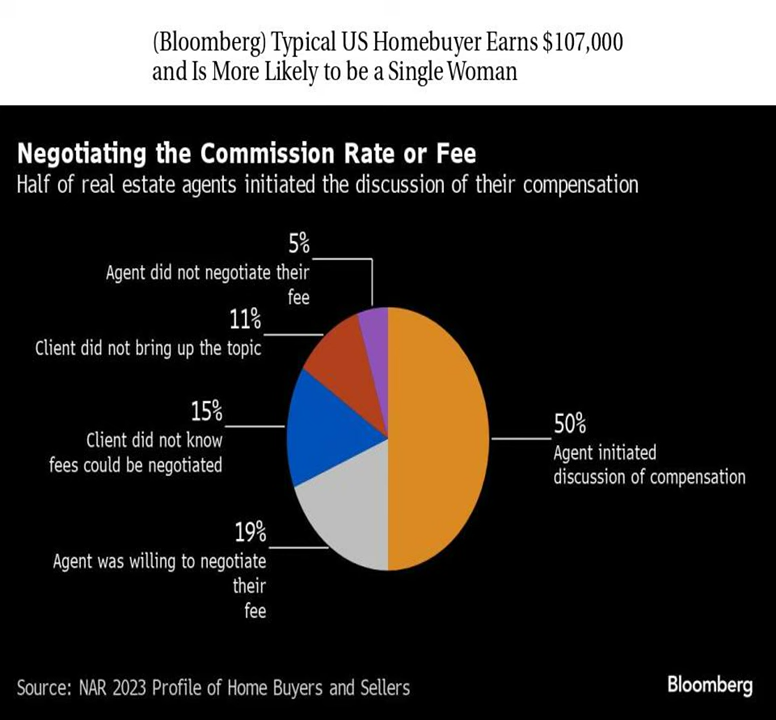 (Bloomberg) Typical US Homebuyer Earns $107,000
and Is More Likely to be a Single Woman
Negotiating the Commission Rate or Fee
Half of real estate agents initiated the discussion of their compensation
5%
Agent did not negotiate their
fee
11%
Client did not bring up the topic
15%
Client did not know
fees could be negotiated
50%
Agent initiated
discussion of compensation
19%
Agent was willing to negotiate
their
fee
Source: NAR 2023 Profile of Home Buyers and Sellers
Bloomberg